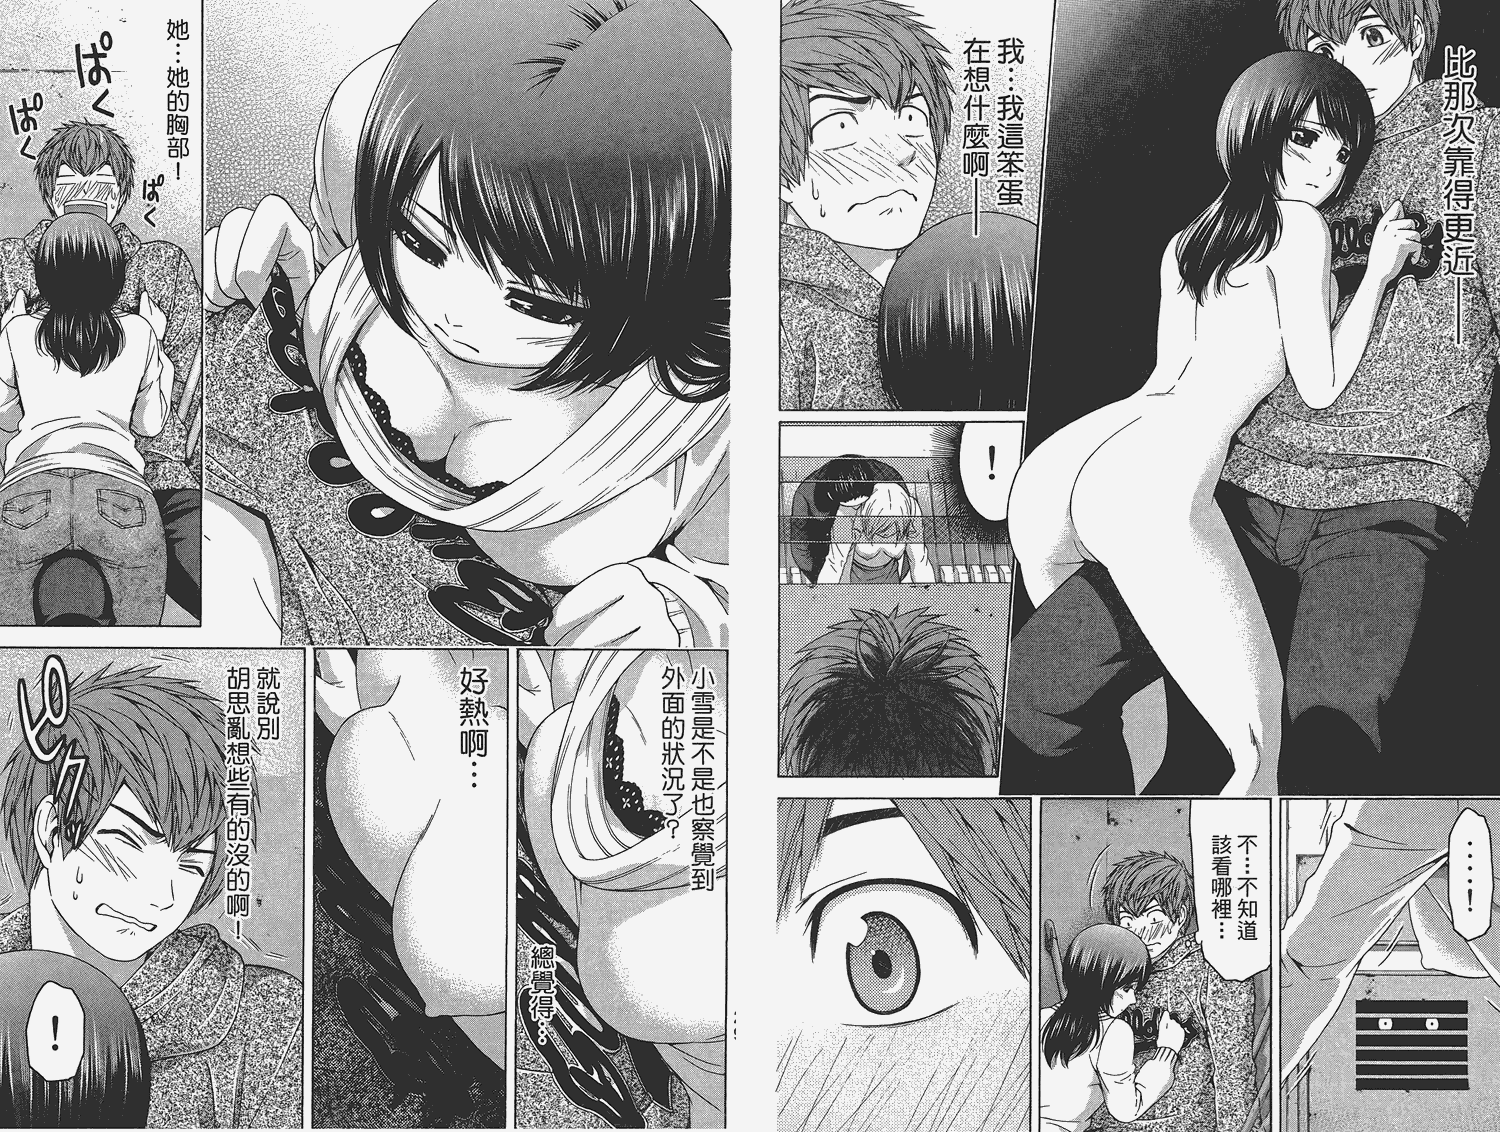 比那次靠得更近——
我…我這笨蛋
在想什麼啊——
！
…！
不…不知道
該看哪裡…
她…她的胸部！
ぱく
ぱく
ぱく
小雪是不是也察覺到
外面的狀況了？
總覺得…
好熱啊…
就說別
胡思亂想些有的沒的啊！
ピク
！